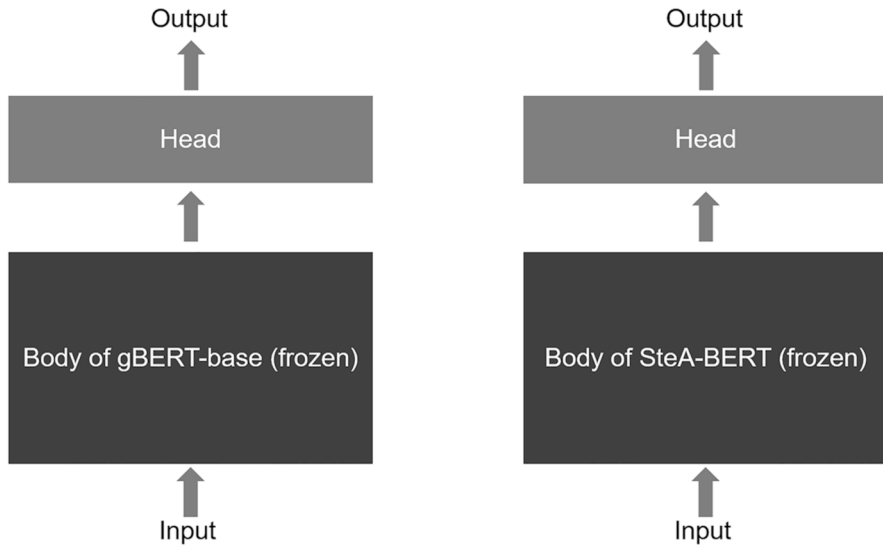 Output
Head
Body of gBERT-base (frozen)
Input
Output
Head
Body of SteA-BERT (frozen)
Input